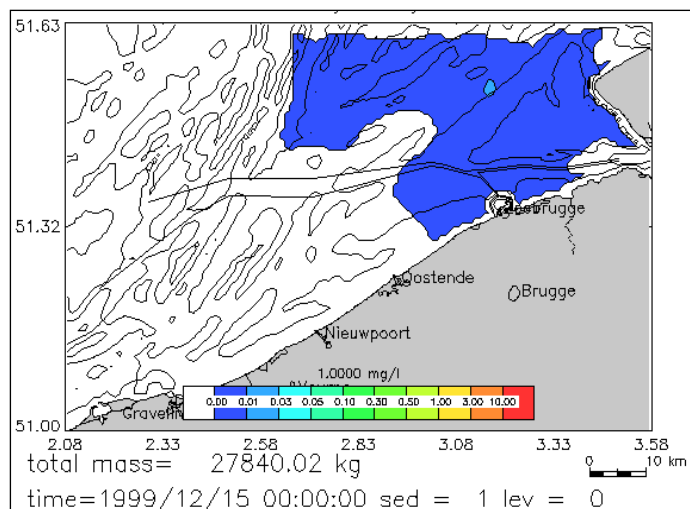 51.63
51.32
Oostende
Brugge
Nieuwpoort
1.0000 mg/l
0.00 0.01 0.03 0.05 0.10 0.30 0.50 1.00 3.00 10.00
51.00
2.08 2.33 2.58 2.83 3.08 3.33 3.58
total mass= 27840.02 kg
0 10 km
time=1999/12/15 00:00:00 sed = 1 lev = 0